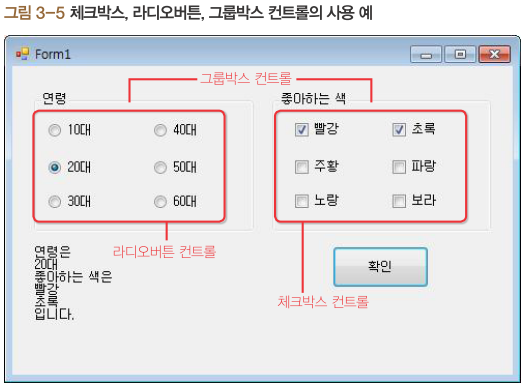 그림 3-5 체크박스, 라디오버튼, 그룹박스 컨트롤의 사용 예
Form1
그룹박스 컨트롤
연령
좋아하는 색
10대
40대
빨강
초록
20대
50대
주황
파랑
30대
60대
노랑
보라
연령은
20대
좋아하는 색은
빨강
초록
입니다.
라디오버튼 컨트롤
확인
체크박스 컨트롤